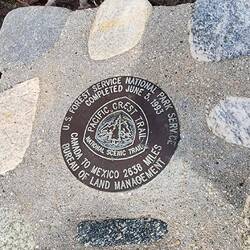 U.S. FOREST SERVICE NATIONAL PARK SERVICE
COMPLETED JUNE 5, 1993
PACIFIC CREST TRAIL
NATIONAL SCENIC TRAIL
CANADA TO MEXICO 2638 MILES
BUREAU OF LAND MANAGEMENT